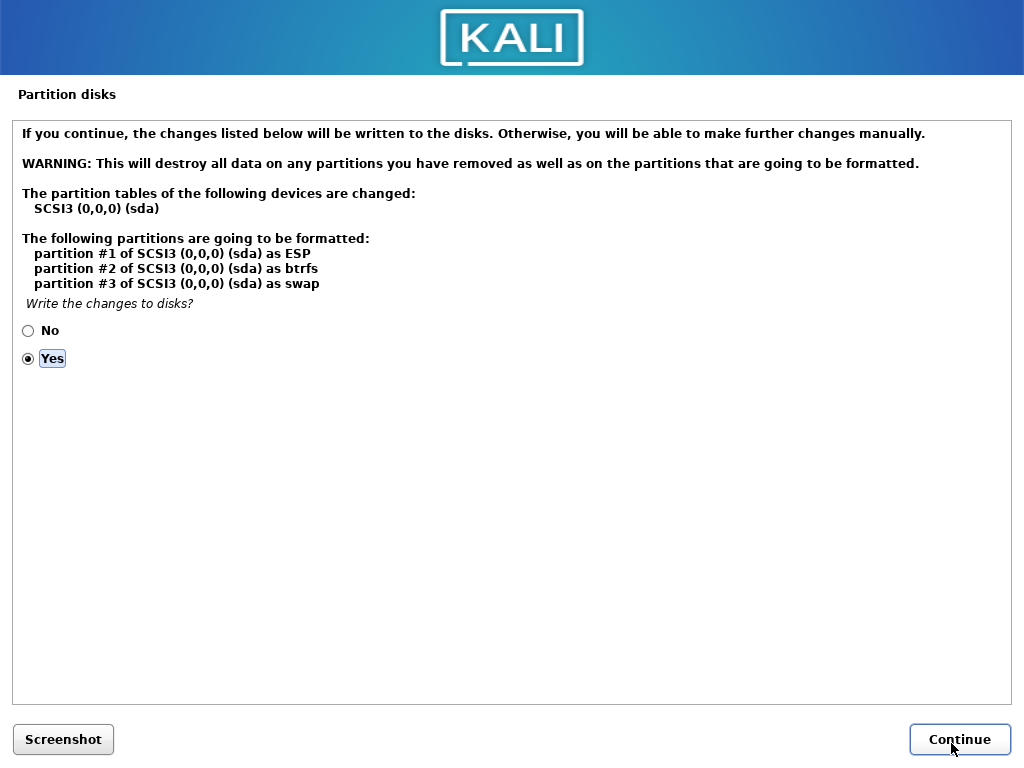 KALI
Partition disks
If you continue, the changes listed below will be written to the disks. Otherwise, you will be able to make further changes manually.
WARNING: This will destroy all data on any partitions you have removed as well as on the partitions that are going to be formatted.
The partition tables of the following devices are changed:
SCSI3 (0,0,0) (sda)
The following partitions are going to be formatted:
partition #1 of SCSI3 (0,0,0) (sda) as ESP
partition #2 of SCSI3 (0,0,0) (sda) as btrfs
partition #3 of SCSI3 (0,0,0) (sda) as swap
Write the changes to disks?
No
Yes
Screenshot
Continue